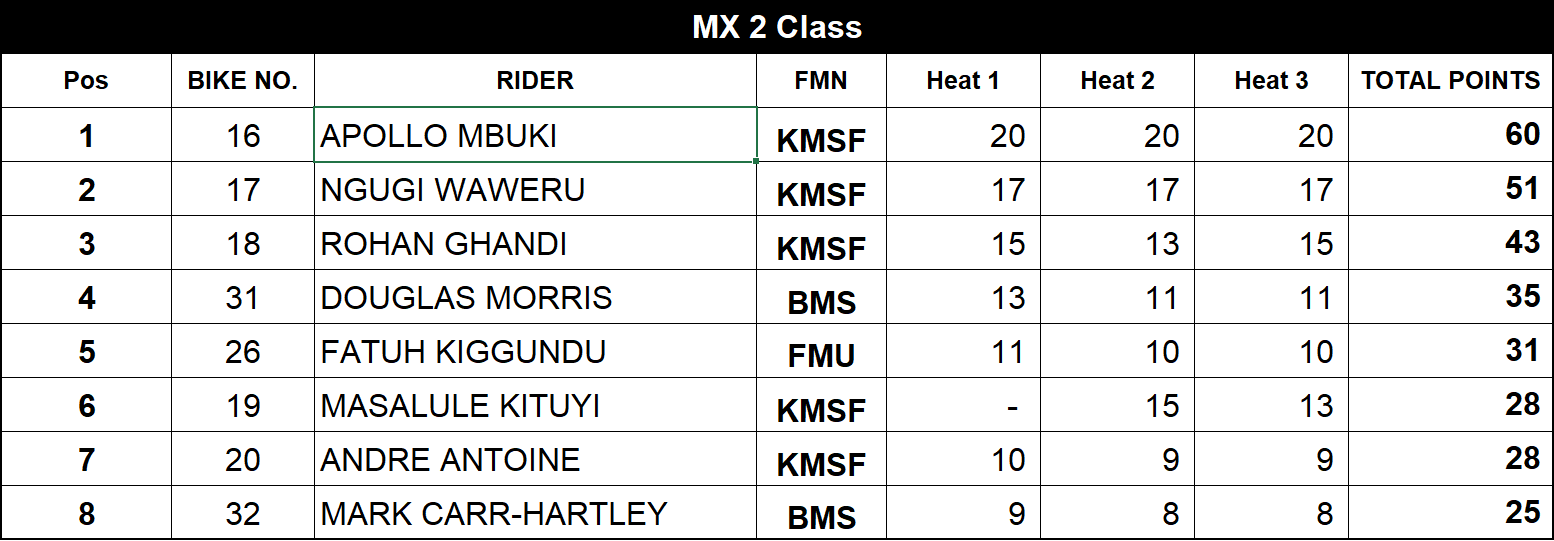 MX 2 Class
Pos BIKE NO. RIDER FMN Heat 1 Heat 2 Heat 3 TOTAL POINTS
1 16 APOLLO MBUKI KMSF 20 20 20 60
2 17 NGUGI WAWERU KMSF 17 17 17 51
3 18 ROHAN GHANDI KMSF 15 13 15 43
4 31 DOUGLAS MORRIS BMS 13 11 11 35
5 26 FATUH KIGGUNDU FMU 11 10 10 31
6 19 MASALULE KITUYI KMSF - 15 13 28
7 20 ANDRE ANTOINE KMSF 10 9 9 28
8 32 MARK CARR-HARTLEY BMS 9 8 8 25